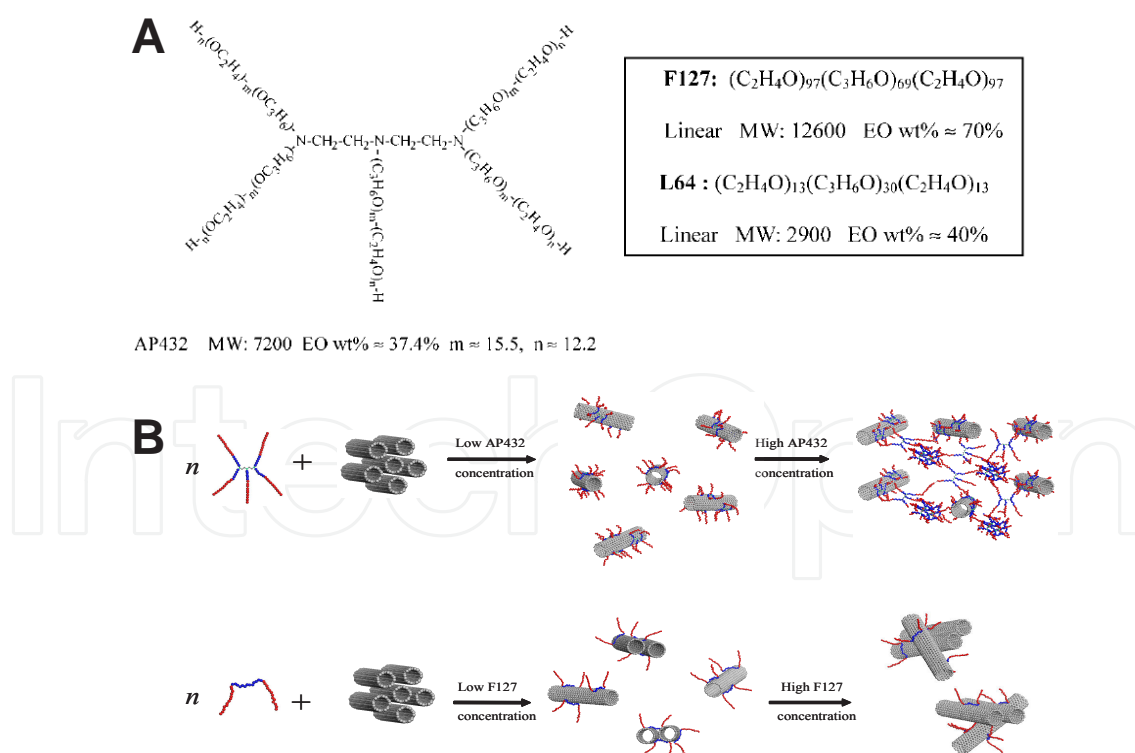 A
H-n(OC2H4)-m(OC3H6)-
H-n(OC2H4)-m(OC3H6)-
N-CH2-CH2-N-CH2-CH2-N
-(C3H6O)m-(C2H4O)n-H
-(C3H6O)m-(C2H4O)n-H
-(C3H6O)m-(C2H4O)n-H
F127: (C2H4O)97(C3H6O)69(C2H4O)97
Linear MW: 12600 EO wt% ≈ 70%
L64 : (C2H4O)13(C3H6O)30(C2H4O)13
Linear MW: 2900 EO wt% ≈ 40%
AP432 MW: 7200 EO wt% ≈ 37.4% m ≈ 15.5, n ≈ 12.2
IntechOpen
B
n +
Low AP432
concentration
High AP432
concentration
n +
Low F127
concentration
High F127
concentration